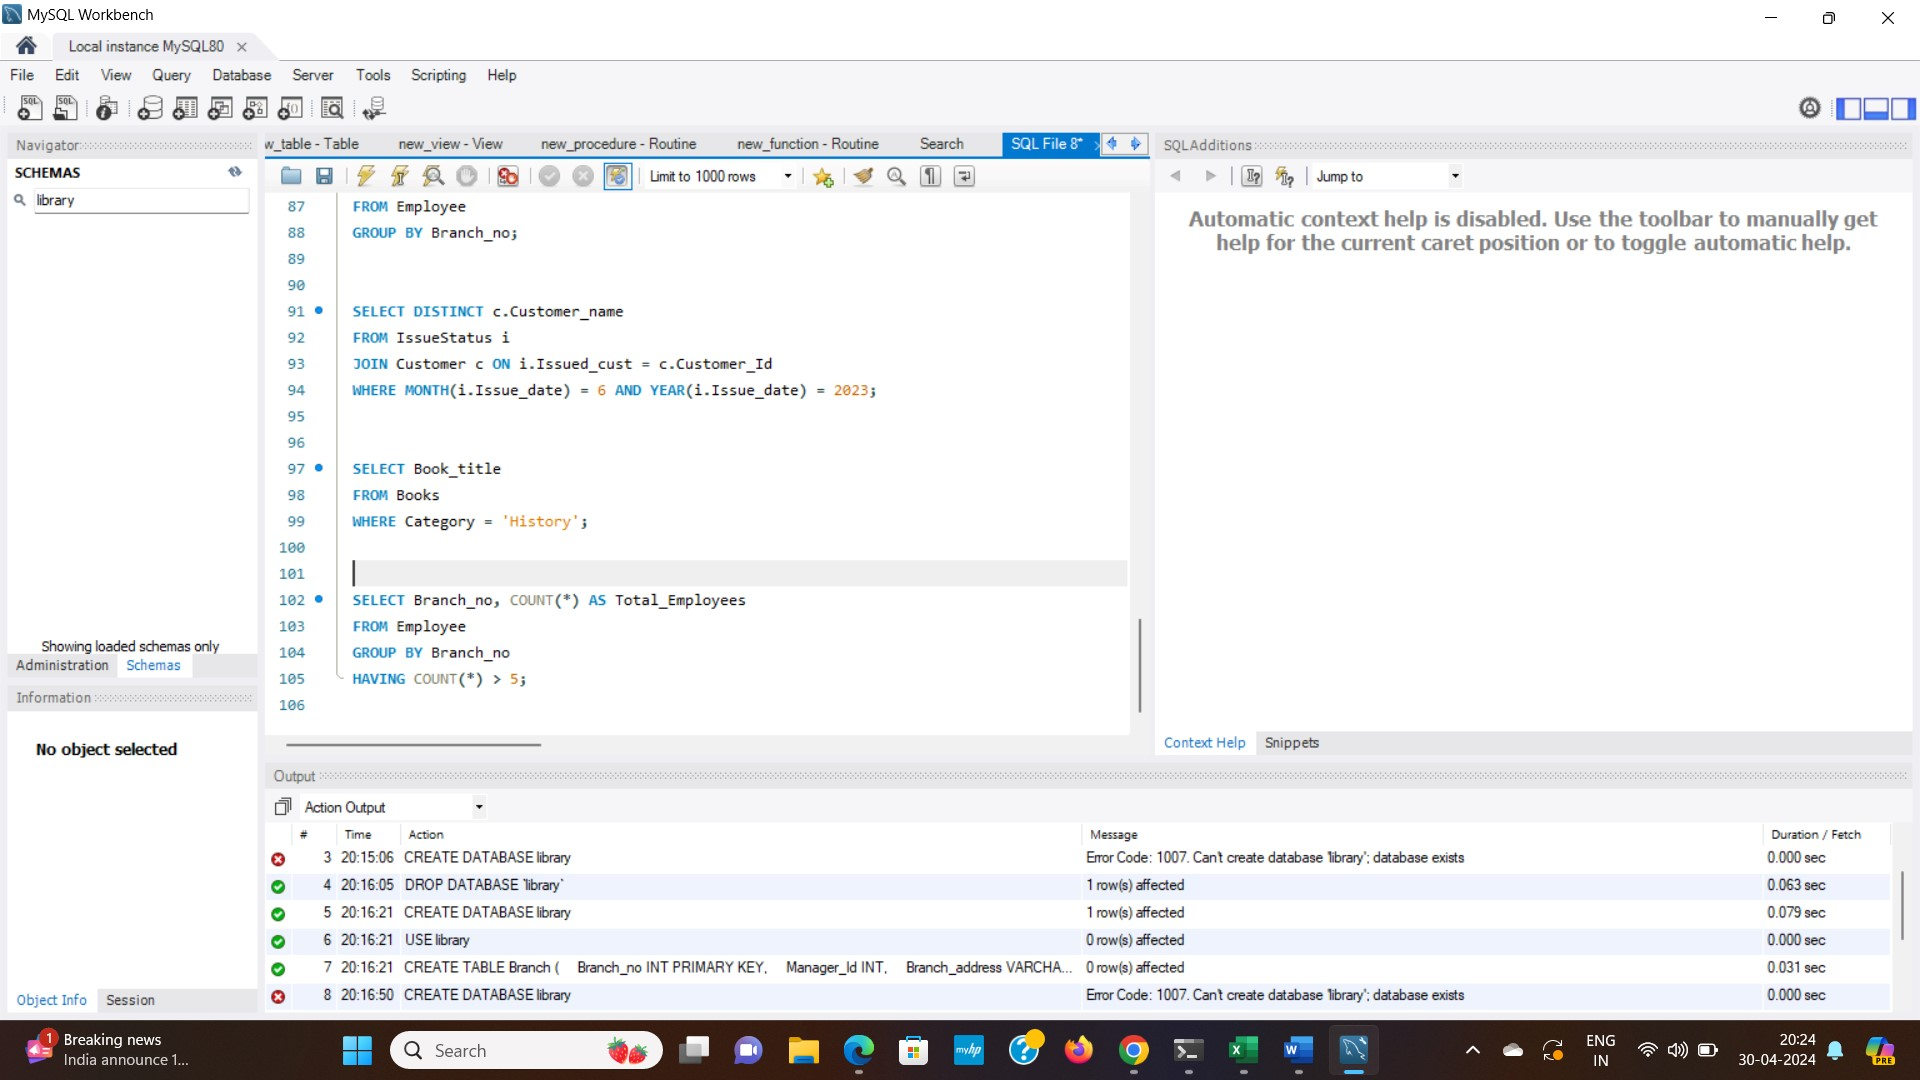 MySQL Workbench
Local instance MySQL80
File Edit View Query Database Server Tools Scripting Help
Navigator
SCHEMAS
library
Showing loaded schemas only
Administration Schemas
Information
No object selected
Object Info Session
w_table - Table new_view - View new_procedure - Routine new_function - Routine Search SQL File 8*
Limit to 1000 rows
87 FROM Employee
88 GROUP BY Branch_no;
89
90
91 SELECT DISTINCT c.Customer_name
92 FROM IssueStatus i
93 JOIN Customer c ON i.Issued_cust = c.Customer_Id
94 WHERE MONTH(i.Issue_date) = 6 AND YEAR(i.Issue_date) = 2023;
95
96
97 SELECT Book_title
98 FROM Books
99 WHERE Category = 'History';
100
101
102 SELECT Branch_no, COUNT(*) AS Total_Employees
103 FROM Employee
104 GROUP BY Branch_no
105 HAVING COUNT(*) > 5;
106
SQLAdditions
Jump to
Automatic context help is disabled. Use the toolbar to manually get
help for the current caret position or to toggle automatic help.
Context Help Snippets
Output
Action Output
# Time Action Message Duration / Fetch
3 20:15:06 CREATE DATABASE library Error Code: 1007. Can't create database 'library'; database exists 0.000 sec
4 20:16:05 DROP DATABASE `library` 1 row(s) affected 0.063 sec
5 20:16:21 CREATE DATABASE library 1 row(s) affected 0.079 sec
6 20:16:21 USE library 0 row(s) affected 0.000 sec
7 20:16:21 CREATE TABLE Branch ( Branch_no INT PRIMARY KEY, Manager_Id INT, Branch_address VARCHA... 0 row(s) affected 0.031 sec
8 20:16:50 CREATE DATABASE library Error Code: 1007. Can't create database 'library'; database exists 0.000 sec
1
Breaking news
India announce 1...
Search
myhp
ENG
IN
20:24
30-04-2024
PRE